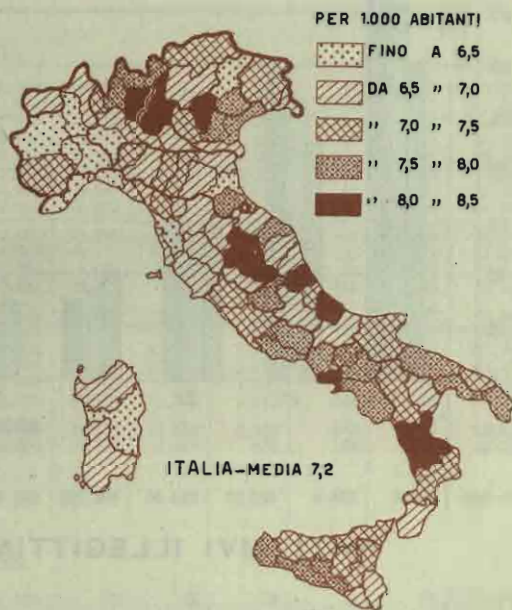 PER 1.000 ABITANTI
FINO A 6,5
DA 6,5 " 7,0
" 7,0 " 7,5
" 7,5 " 8,0
" 8,0 " 8,5
ITALIA-MEDIA 7,2